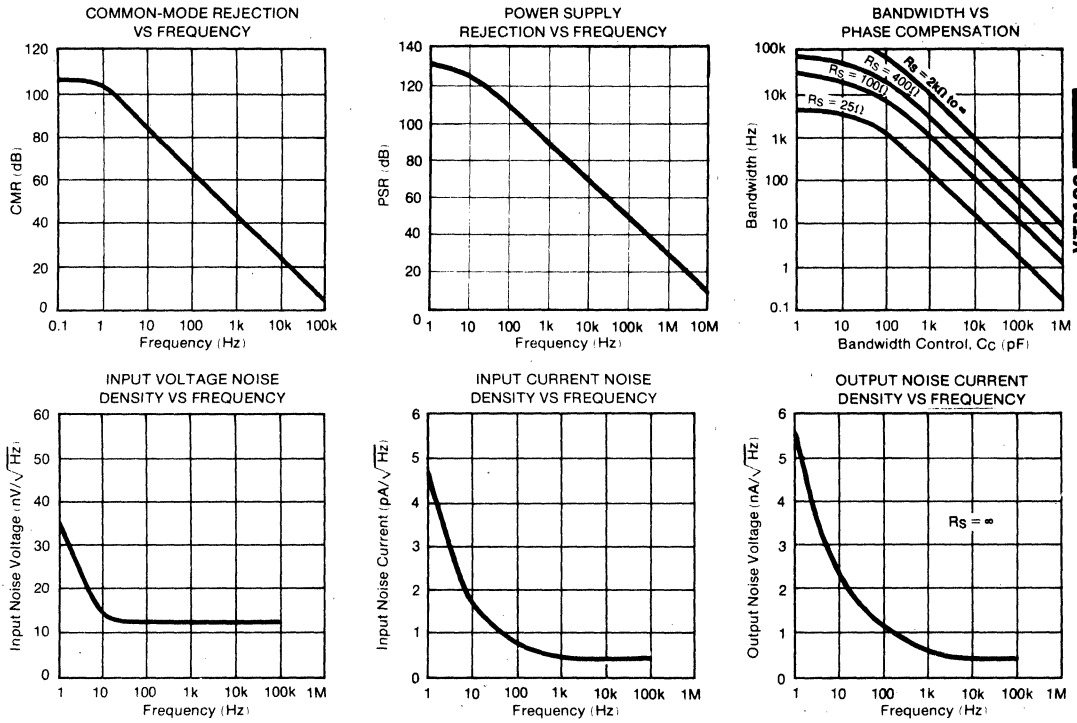 COMMON-MODE REJECTION
VS FREQUENCY
120
100
80
60
40
20
0
CMR (dB)
0.1 1 10 100 1k 10k 100k
Frequency (Hz)
POWER SUPPLY
REJECTION VS FREQUENCY
140
120
100
80
60
40
20
0
PSR (dB)
1 10 100 1k 10k 100k 1M 10M
Frequency (Hz)
BANDWIDTH VS
PHASE COMPENSATION
100k
10k
1k
100
10
1
0.1
Bandwidth (Hz)
RS = 2kΩ to ∞
RS = 400Ω
RS = 100Ω
RS = 25Ω
1 10 100 1k 10k 100k 1M
Bandwidth Control, CC (pF)
INPUT VOLTAGE NOISE
DENSITY VS FREQUENCY
60
50
40
30
20
10
0
Input Noise Voltage (nV/√Hz)
1 10 100 1k 10k 100k 1M
Frequency (Hz)
INPUT CURRENT NOISE
DENSITY VS FREQUENCY
6
5
4
3
2
1
0
Input Noise Current (pA/√Hz)
1 10 100 1k 10k 100k 1M
Frequency (Hz)
OUTPUT NOISE CURRENT
DENSITY VS FREQUENCY
6
5
4
3
2
1
0
Output Noise Voltage (nA/√Hz)
RS = ∞
1 10 100 1k 10k 100k 1M
Frequency (Hz)